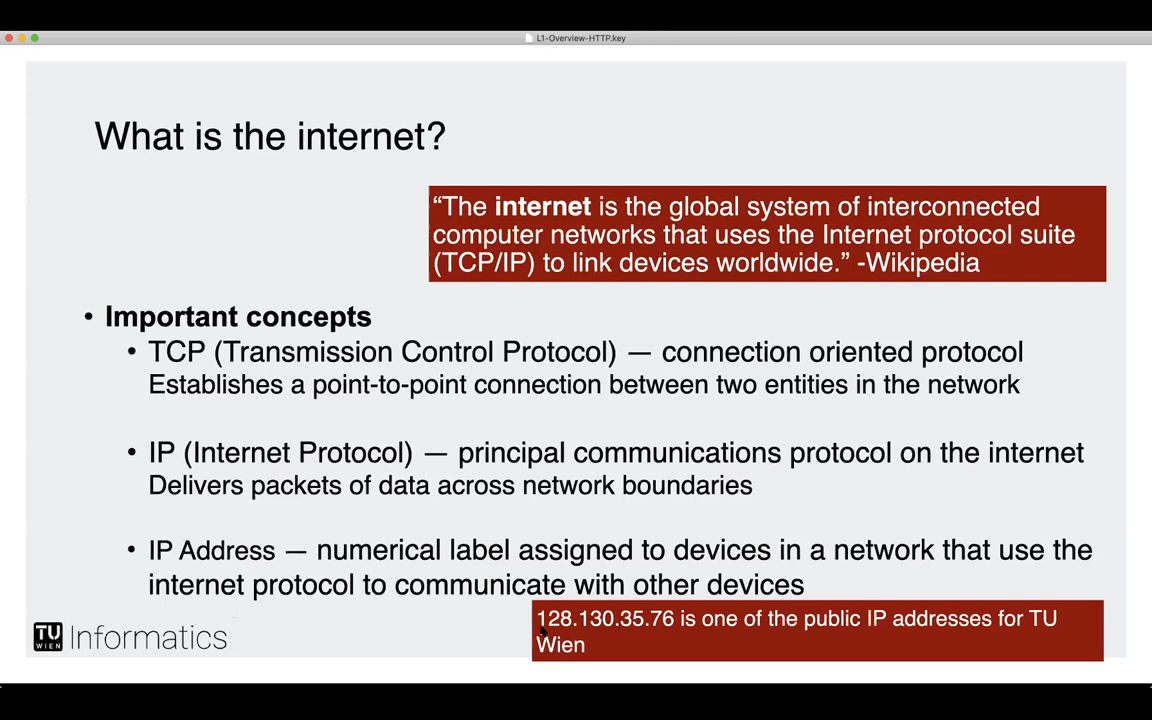 L1-Overview-HTTP.key
What is the internet?
“The internet is the global system of interconnected
computer networks that uses the Internet protocol suite
(TCP/IP) to link devices worldwide.” -Wikipedia
• Important concepts
• TCP (Transmission Control Protocol) — connection oriented protocol
Establishes a point-to-point connection between two entities in the network
• IP (Internet Protocol) — principal communications protocol on the internet
Delivers packets of data across network boundaries
• IP Address — numerical label assigned to devices in a network that use the
internet protocol to communicate with other devices
128.130.35.76 is one of the public IP addresses for TU
Wien
TU
WIEN
Informatics